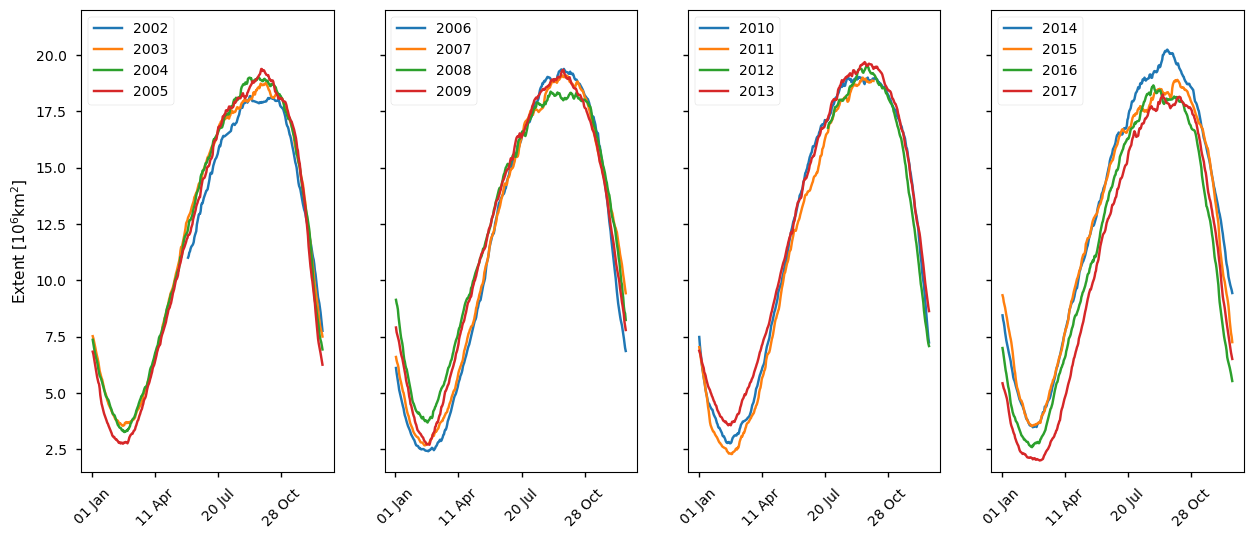 Extent [10⁶km²]
20.0
17.5
15.0
12.5
10.0
7.5
5.0
2.5
2002
2003
2004
2005
01 Jan
11 Apr
20 Jul
28 Oct
2006
2007
2008
2009
01 Jan
11 Apr
20 Jul
28 Oct
2010
2011
2012
2013
01 Jan
11 Apr
20 Jul
28 Oct
2014
2015
2016
2017
01 Jan
11 Apr
20 Jul
28 Oct